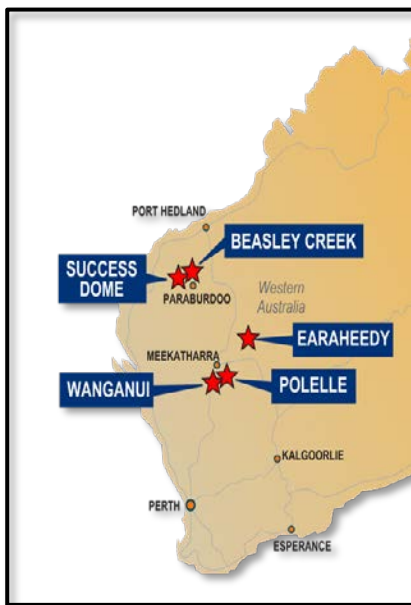 PORT HEDLAND
BEASLEY CREEK
SUCCESS
DOME
PARABURDOO
Western
Australia
EARAHEEDY
MEEKATHARRA
WANGANUI
POLELLE
KALGOORLIE
PERTH
ESPERANCE